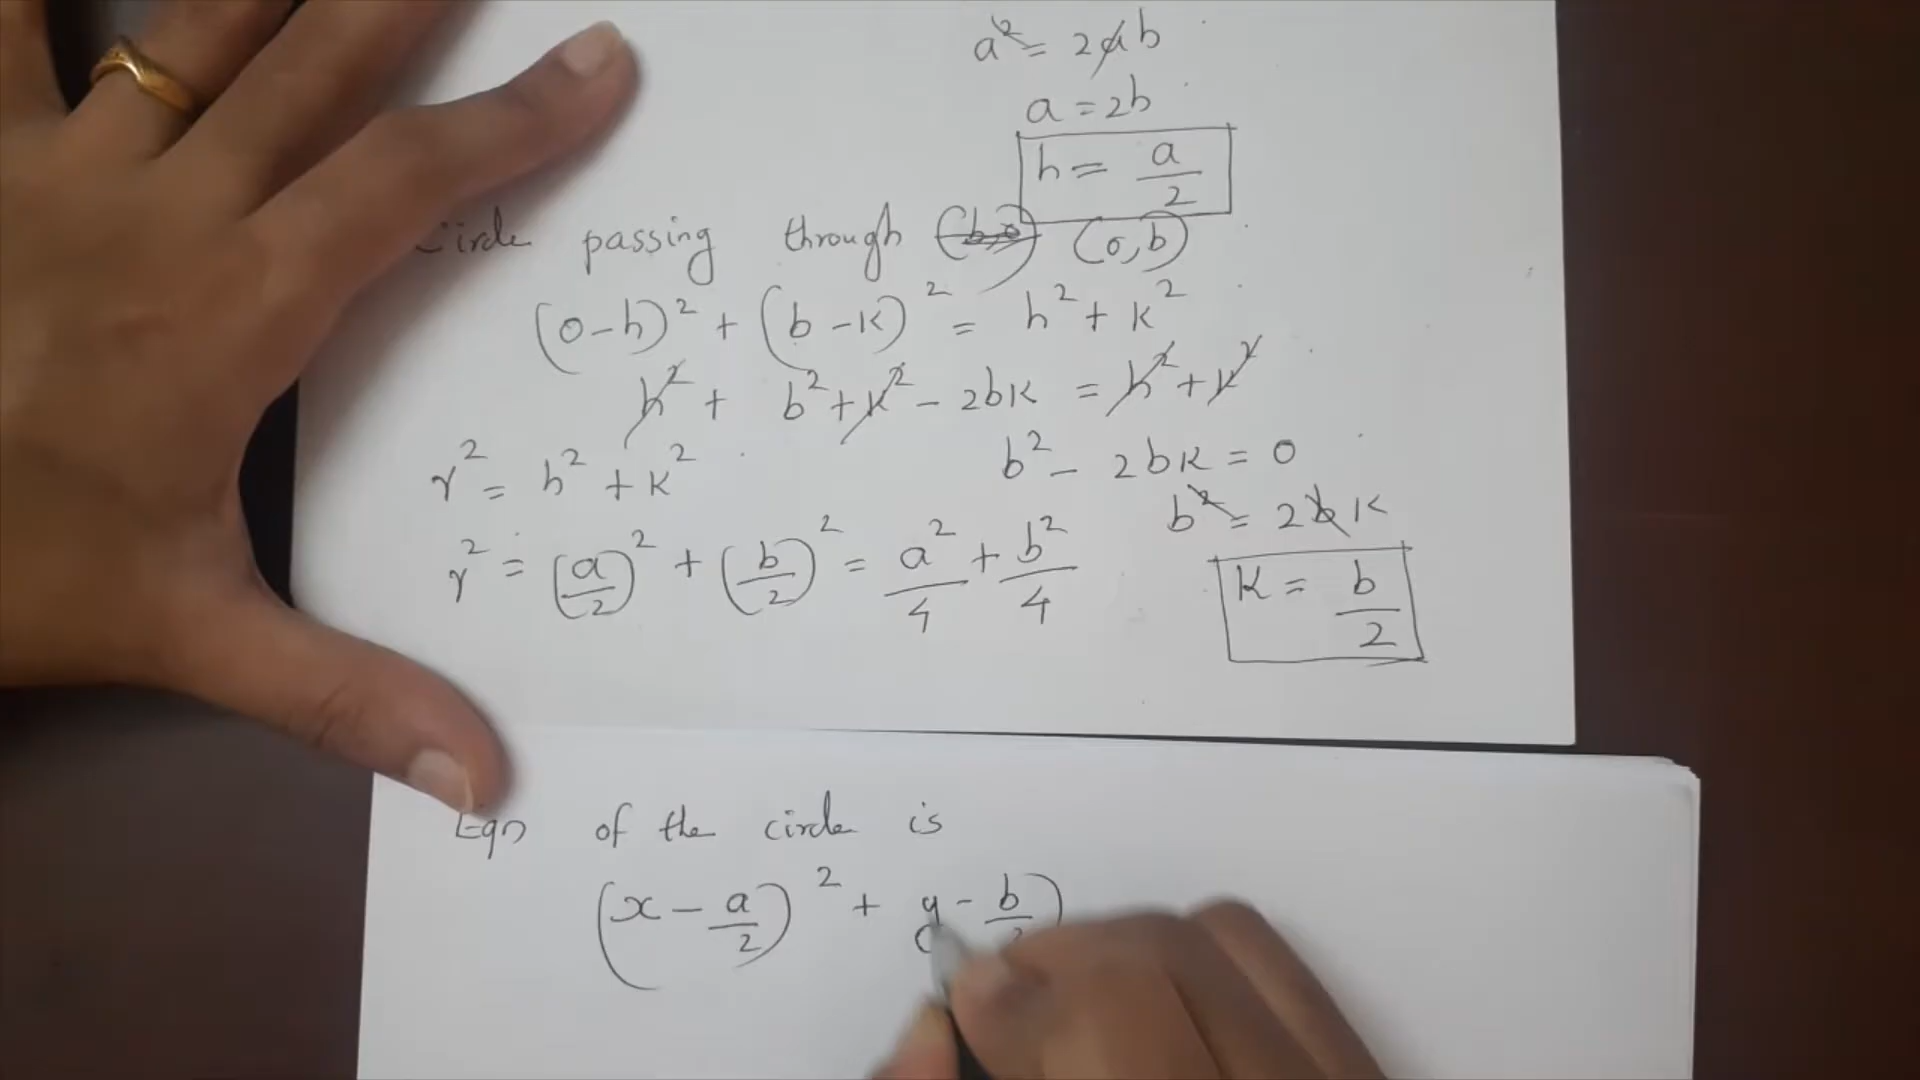 a² = 2ab
a = 2b
h = a/2
Circle passing through (0,b)
(0-h)² + (b-k)² = h² + k²
h² + b² + k² - 2bk = h² + k²
b² - 2bk = 0
r² = h² + k²
b² = 2bk
r² = (a/2)² + (b/2)² = a²/4 + b²/4
k = b/2
Eqn of the circle is
(x - a/2)² + y - b/2)